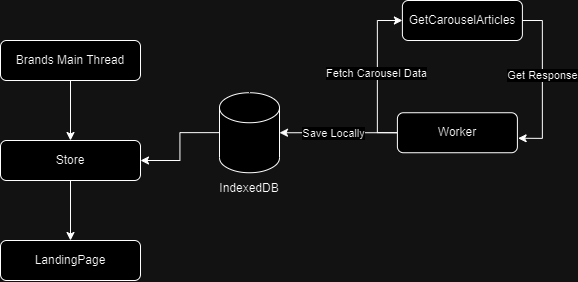 GetCarouselArticles
Brands Main Thread
Fetch Carousel Data
Get Response
Save Locally
Worker
Store
IndexedDB
LandingPage